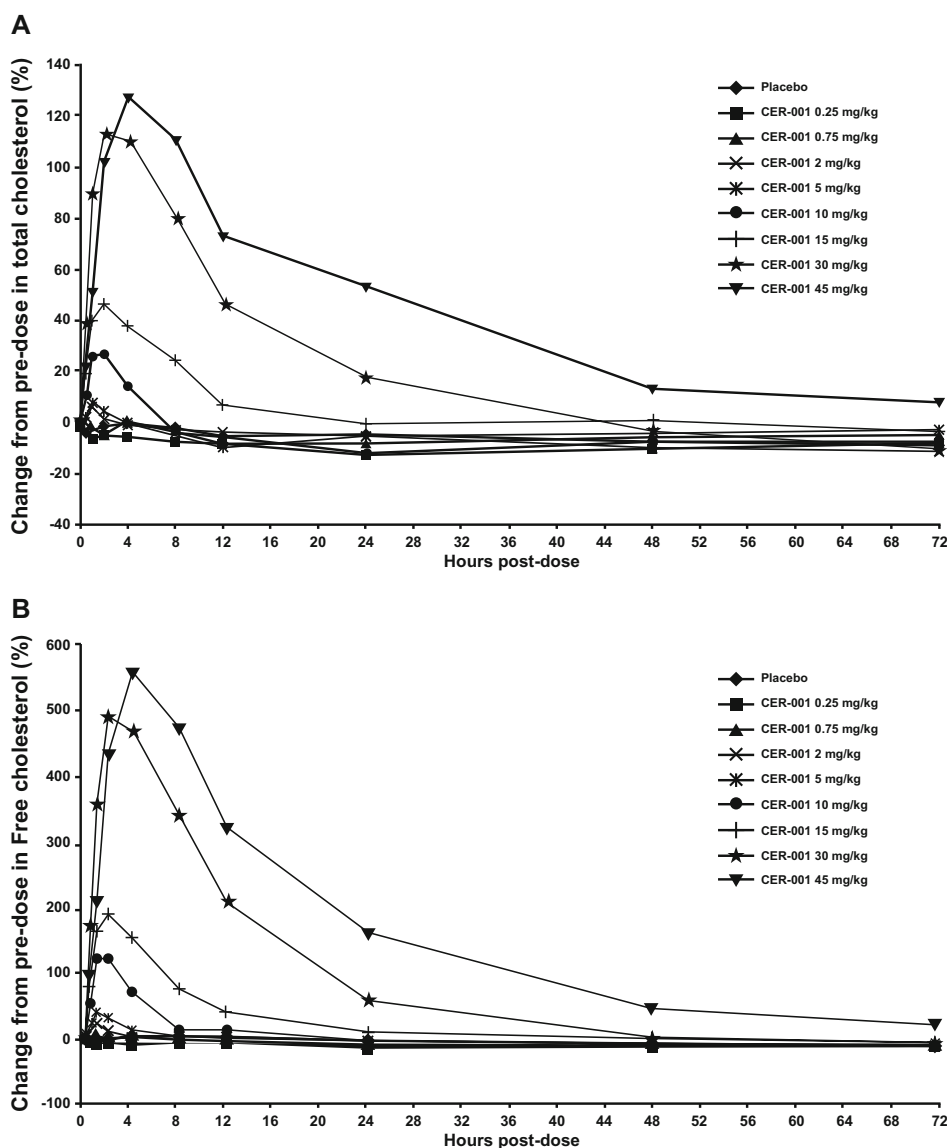 A
Change from pre-dose in total cholesterol (%)
140
120
100
80
60
40
20
0
-20
-40
0 4 8 12 16 20 24 28 32 36 40 44 48 52 56 60 64 68 72
Hours post-dose
Placebo
CER-001 0.25 mg/kg
CER-001 0.75 mg/kg
CER-001 2 mg/kg
CER-001 5 mg/kg
CER-001 10 mg/kg
CER-001 15 mg/kg
CER-001 30 mg/kg
CER-001 45 mg/kg
B
Change from pre-dose in Free cholesterol (%)
600
500
400
300
200
100
0
-100
0 4 8 12 16 20 24 28 32 36 40 44 48 52 56 60 64 68 72
Hours post-dose
Placebo
CER-001 0.25 mg/kg
CER-001 0.75 mg/kg
CER-001 2 mg/kg
CER-001 5 mg/kg
CER-001 10 mg/kg
CER-001 15 mg/kg
CER-001 30 mg/kg
CER-001 45 mg/kg